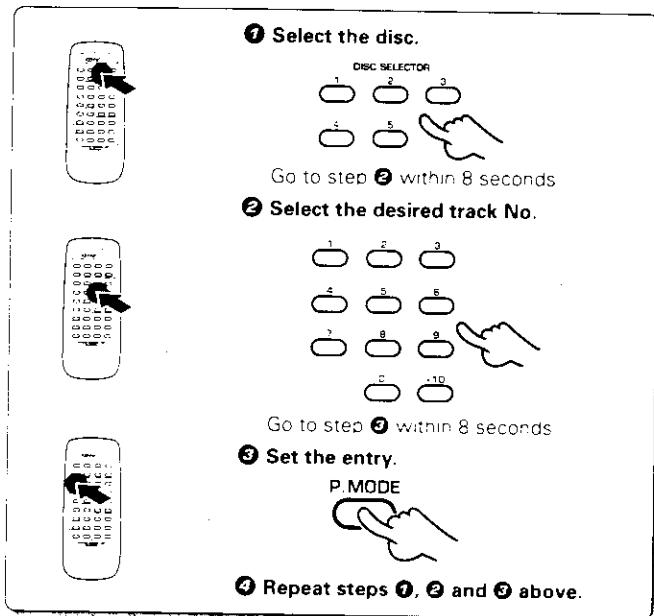 ❶ Select the disc.
DISC SELECTOR
1 2 3
4 5
Go to step ❷ within 8 seconds
❷ Select the desired track No.
1 2 3
4 5 6
7 8 9
0 +10
Go to step ❸ within 8 seconds
❸ Set the entry.
P.MODE
❹ Repeat steps ❶, ❷ and ❸ above.